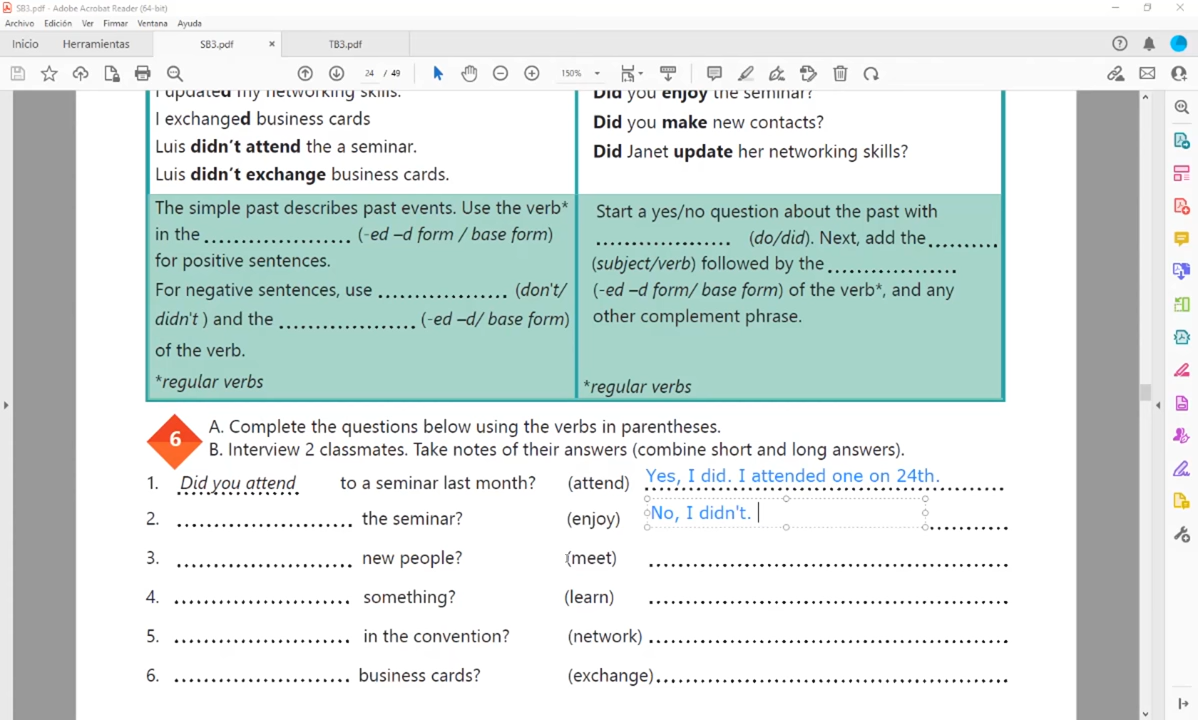 SB3.pdf - Adobe Acrobat Reader (64-bit)
Archivo Edición Ver Firmar Ventana Ayuda
Inicio Herramientas SB3.pdf × TB3.pdf
24 / 49 150%
I updated my networking skills.
I exchanged business cards
Luis didn't attend the a seminar.
Luis didn't exchange business cards.
Did you enjoy the seminar?
Did you make new contacts?
Did Janet update her networking skills?
The simple past describes past events. Use the verb*
in the .................... (-ed –d form / base form)
for positive sentences.
For negative sentences, use .................. (don't/
didn't ) and the ................... (-ed –d/ base form)
of the verb.
*regular verbs
Start a yes/no question about the past with
................... (do/did). Next, add the..........
(subject/verb) followed by the ..................
(-ed –d form/ base form) of the verb*, and any
other complement phrase.
*regular verbs
6
A. Complete the questions below using the verbs in parentheses.
B. Interview 2 classmates. Take notes of their answers (combine short and long answers).
1. Did you attend to a seminar last month? (attend) Yes, I did. I attended one on 24th.
2. ......................... the seminar? (enjoy) No, I didn't.
3. ......................... new people? (meet) ..................................................
4. ......................... something? (learn) ..................................................
5. ......................... in the convention? (network) ..................................................
6. ......................... business cards? (exchange)..................................................